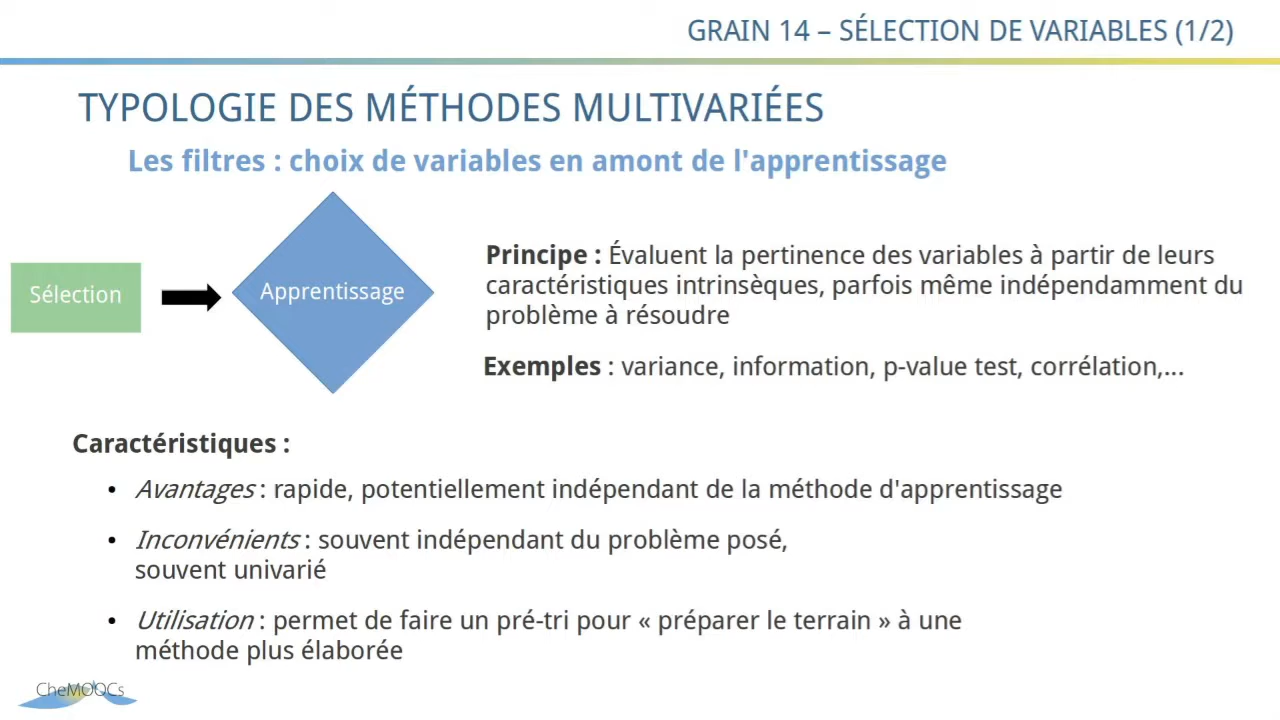 GRAIN 14 – SÉLECTION DE VARIABLES (1/2)
TYPOLOGIE DES MÉTHODES MULTIVARIÉES
Les filtres : choix de variables en amont de l'apprentissage
Sélection
Apprentissage
Principe : Évaluent la pertinence des variables à partir de leurs
caractéristiques intrinsèques, parfois même indépendamment du
problème à résoudre
Exemples : variance, information, p-value test, corrélation,...
Caractéristiques :
• Avantages : rapide, potentiellement indépendant de la méthode d'apprentissage
• Inconvénients : souvent indépendant du problème posé,
souvent univarié
• Utilisation : permet de faire un pré-tri pour « préparer le terrain » à une
méthode plus élaborée
CheMOOCs